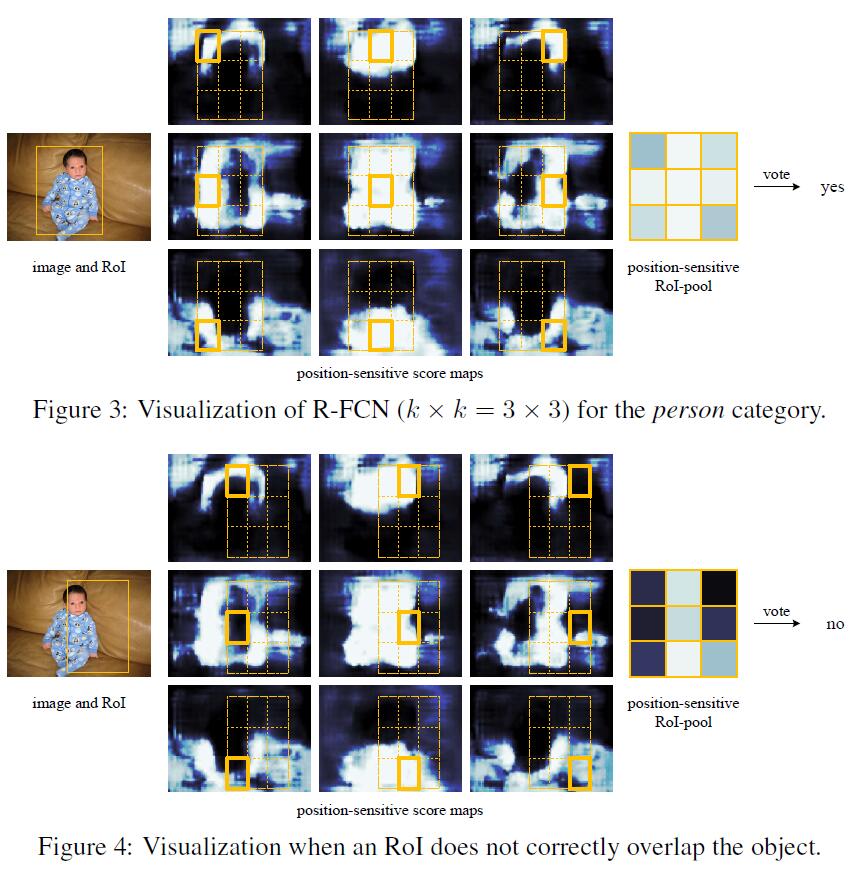 vote
yes
image and RoI
position-sensitive
RoI-pool
position-sensitive score maps
Figure 3: Visualization of R-FCN (k × k = 3 × 3) for the person category.
vote
no
image and RoI
position-sensitive
RoI-pool
position-sensitive score maps
Figure 4: Visualization when an RoI does not correctly overlap the object.